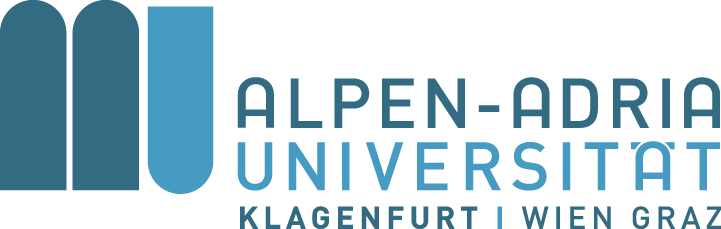 ALPEN-ADRIA
UNIVERSITÄT
KLAGENFURT | WIEN GRAZ